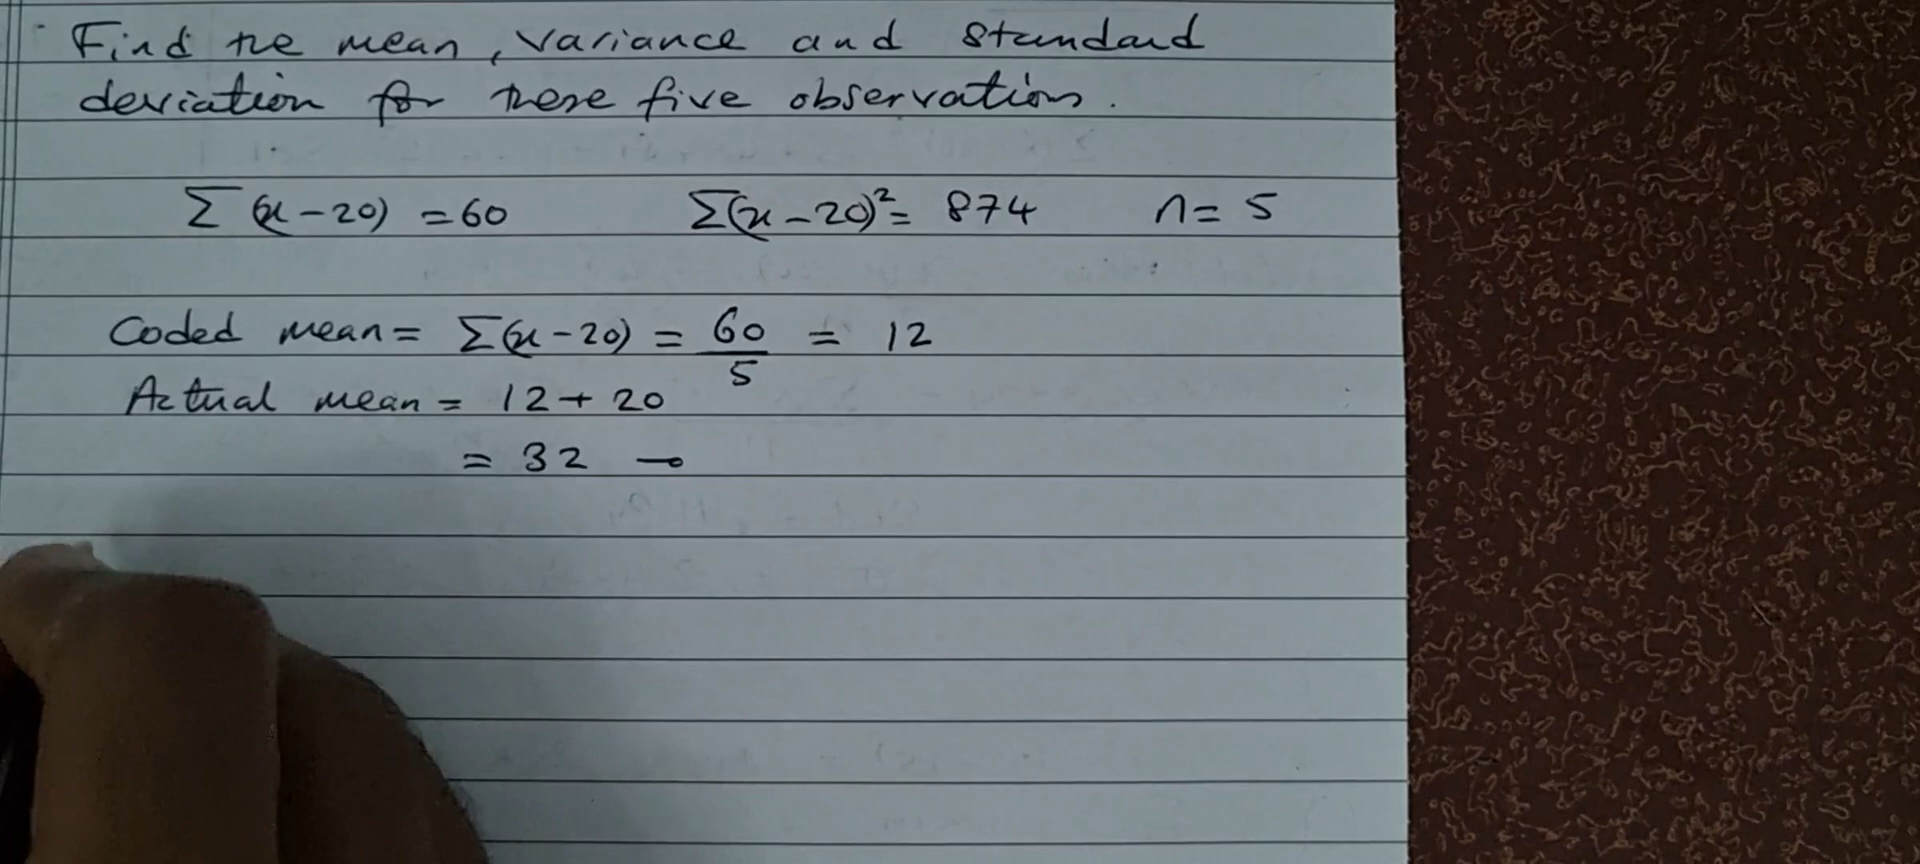 Find the mean, variance and standard
deviation for these five observations.
Σ(x-20) = 60 Σ(x-20)² = 874 n = 5
Coded mean = Σ(x-20) = 60/5 = 12
Actual mean = 12 + 20
= 32